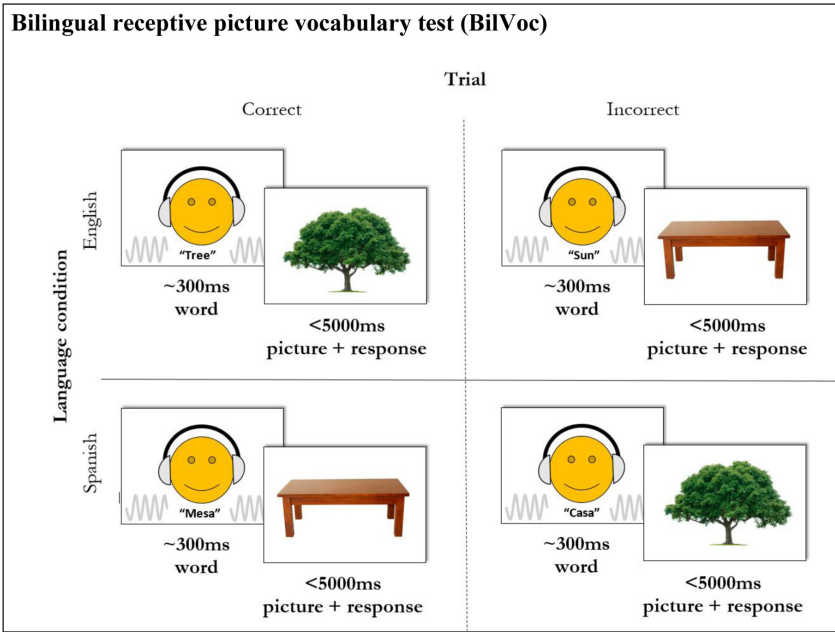 Bilingual receptive picture vocabulary test (BilVoc)
Trial
Correct
Incorrect
Language condition
English
"Tree"
~300ms
word
<5000ms
picture + response
"Sun"
~300ms
word
<5000ms
picture + response
Spanish
"Mesa"
~300ms
word
<5000ms
picture + response
"Casa"
~300ms
word
<5000ms
picture + response